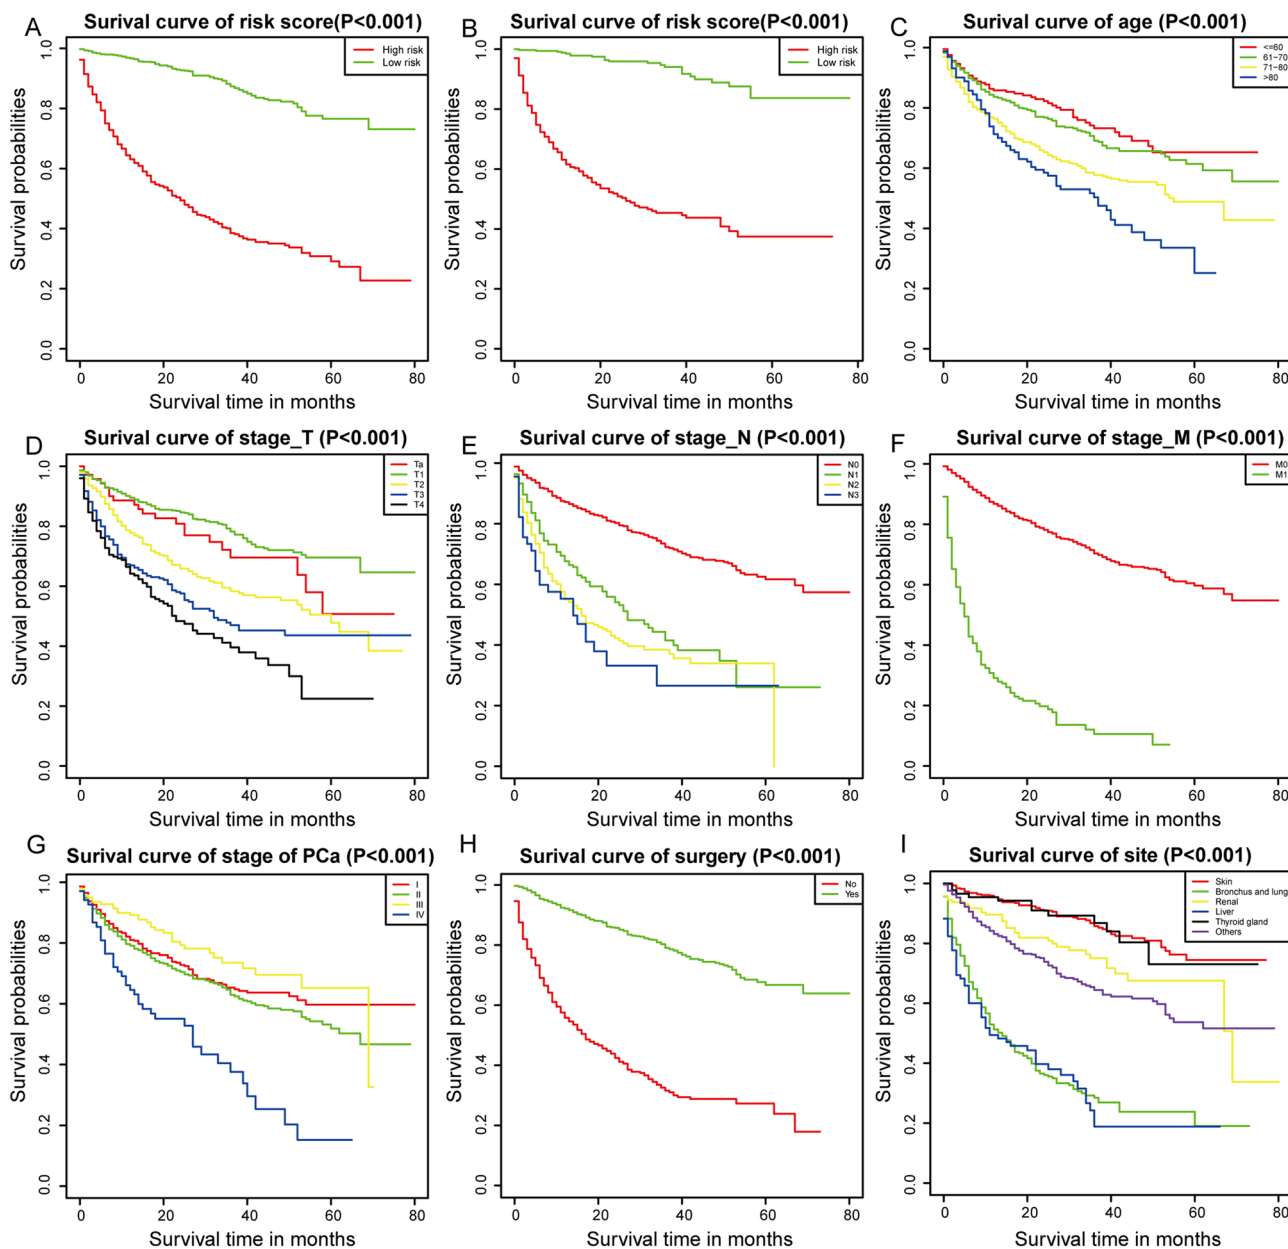 A
Surival curve of risk score(P<0.001)
High risk
Low risk
Survival probabilities
0.0 0.2 0.4 0.6 0.8 1.0
0 20 40 60 80
Survival time in months
B
Surival curve of risk score(P<0.001)
High risk
Low risk
Survival probabilities
0.0 0.2 0.4 0.6 0.8 1.0
0 20 40 60 80
Survival time in months
C
Surival curve of age (P<0.001)
<=60
61-70
71-80
>80
Survival probabilities
0.0 0.2 0.4 0.6 0.8 1.0
0 20 40 60 80
Survival time in months
D
Surival curve of stage_T (P<0.001)
Ta
T1
T2
T3
T4
Survival probabilities
0.0 0.2 0.4 0.6 0.8 1.0
0 20 40 60 80
Survival time in months
E
Surival curve of stage_N (P<0.001)
N0
N1
N2
N3
Survival probabilities
0.0 0.2 0.4 0.6 0.8 1.0
0 20 40 60 80
Survival time in months
F
Surival curve of stage_M (P<0.001)
M0
M1
Survival probabilities
0.0 0.2 0.4 0.6 0.8 1.0
0 20 40 60 80
Survival time in months
G
Surival curve of stage of PCa (P<0.001)
I
II
III
IV
Survival probabilities
0.0 0.2 0.4 0.6 0.8 1.0
0 20 40 60 80
Survival time in months
H
Surival curve of surgery (P<0.001)
No
Yes
Survival probabilities
0.0 0.2 0.4 0.6 0.8 1.0
0 20 40 60 80
Survival time in months
I
Surival curve of site (P<0.001)
Skin
Bronchus and lung
Renal
Liver
Thyroid gland
Others
Survival probabilities
0.0 0.2 0.4 0.6 0.8 1.0
0 20 40 60 80
Survival time in months